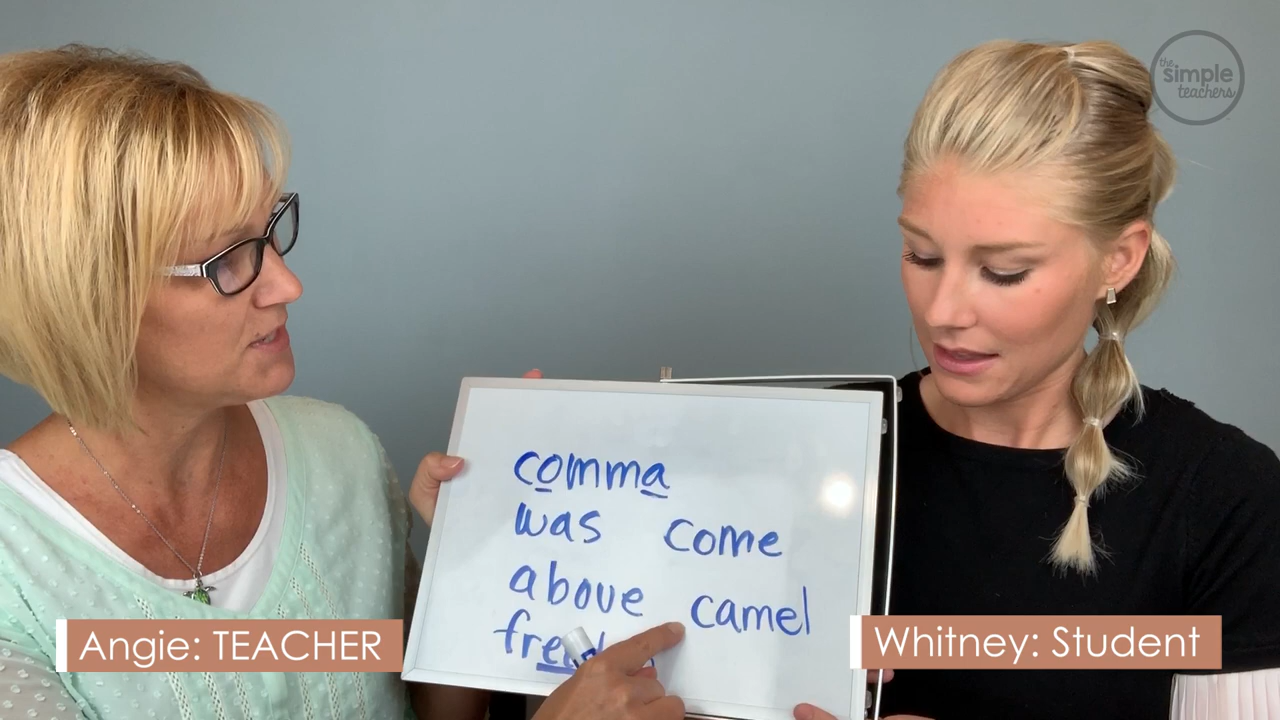 the
simple
teachers
comma
was come
above camel
Angie: TEACHER
Whitney: Student